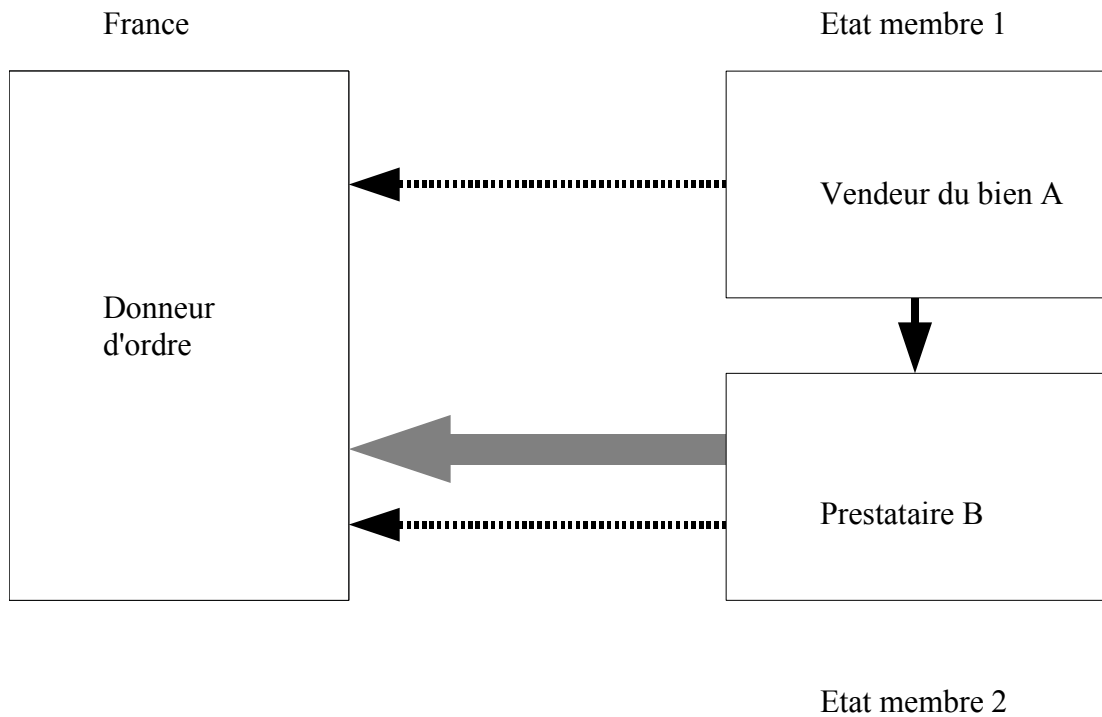 France
Etat membre 1
Vendeur du bien A
Donneur
d'ordre
Prestataire B
Etat membre 2